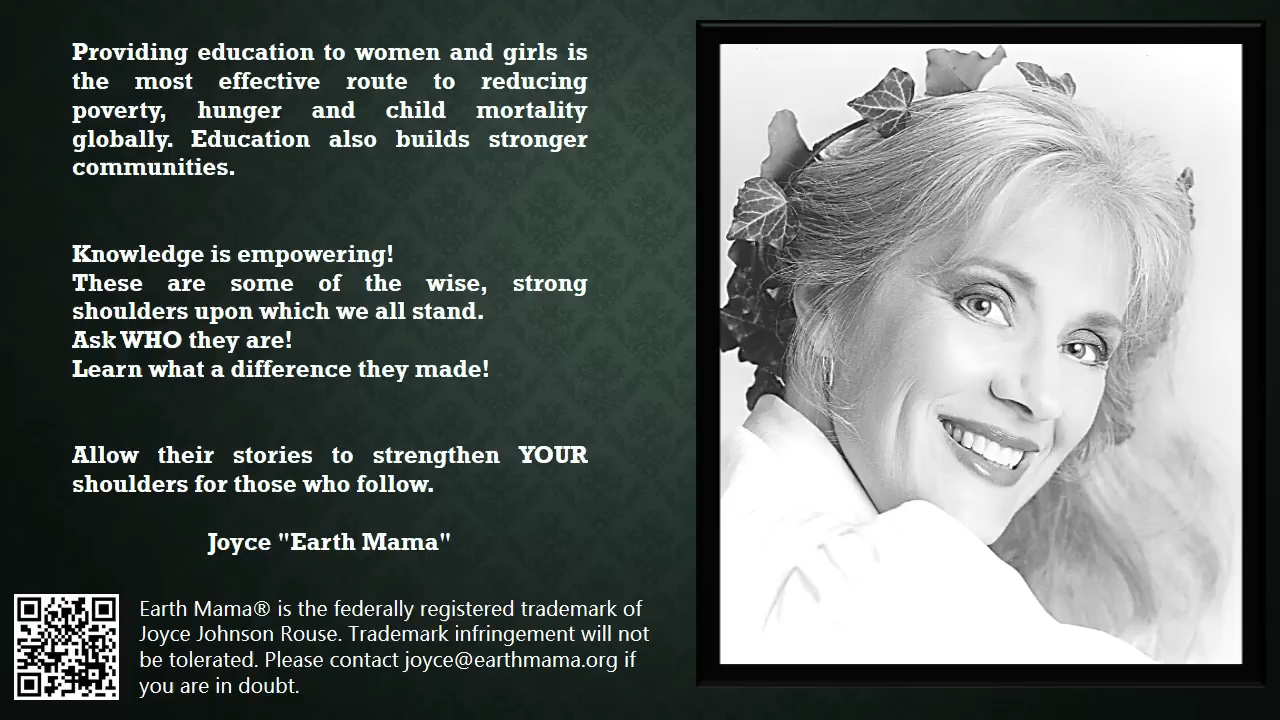 Providing education to women and girls is
the most effective route to reducing
poverty, hunger and child mortality
globally. Education also builds stronger
communities.
Knowledge is empowering!
These are some of the wise, strong
shoulders upon which we all stand.
Ask WHO they are!
Learn what a difference they made!
Allow their stories to strengthen YOUR
shoulders for those who follow.
Joyce "Earth Mama"
Earth Mama® is the federally registered trademark of
Joyce Johnson Rouse. Trademark infringement will not
be tolerated. Please contact joyce@earthmama.org if
you are in doubt.